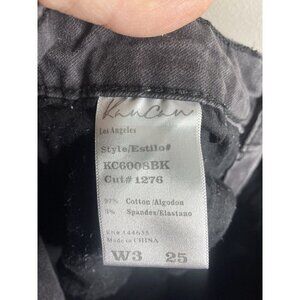 KanCan
Los Angeles
Style/Estilo#
KC6008BK
Cut# 1276
97% Cotton/Algodon
3% Spandex/Elastano
RN# 144635
Made in CHINA
W3 25